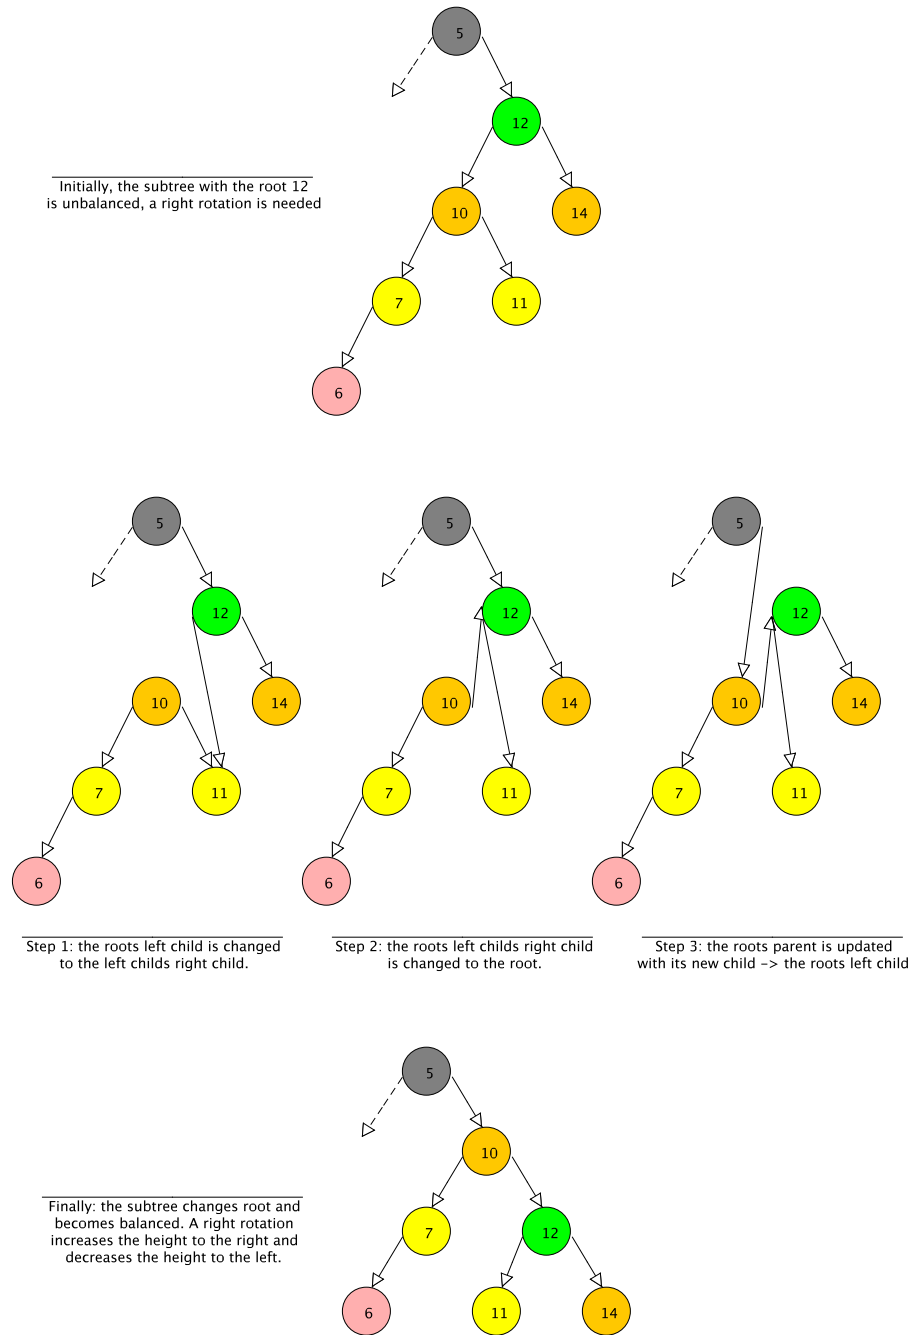 5
12
Initially, the subtree with the root 12
is unbalanced, a right rotation is needed
10
14
7
11
6
5
12
10
14
7
11
6
Step 1: the roots left child is changed
to the left childs right child.
5
12
10
14
7
11
6
Step 2: the roots left childs right child
is changed to the root.
5
12
10
14
7
11
6
Step 3: the roots parent is updated
with its new child -> the roots left child
5
10
Finally: the subtree changes root and
becomes balanced. A right rotation
increases the height to the right and
decreases the height to the left.
7
12
6
11
14